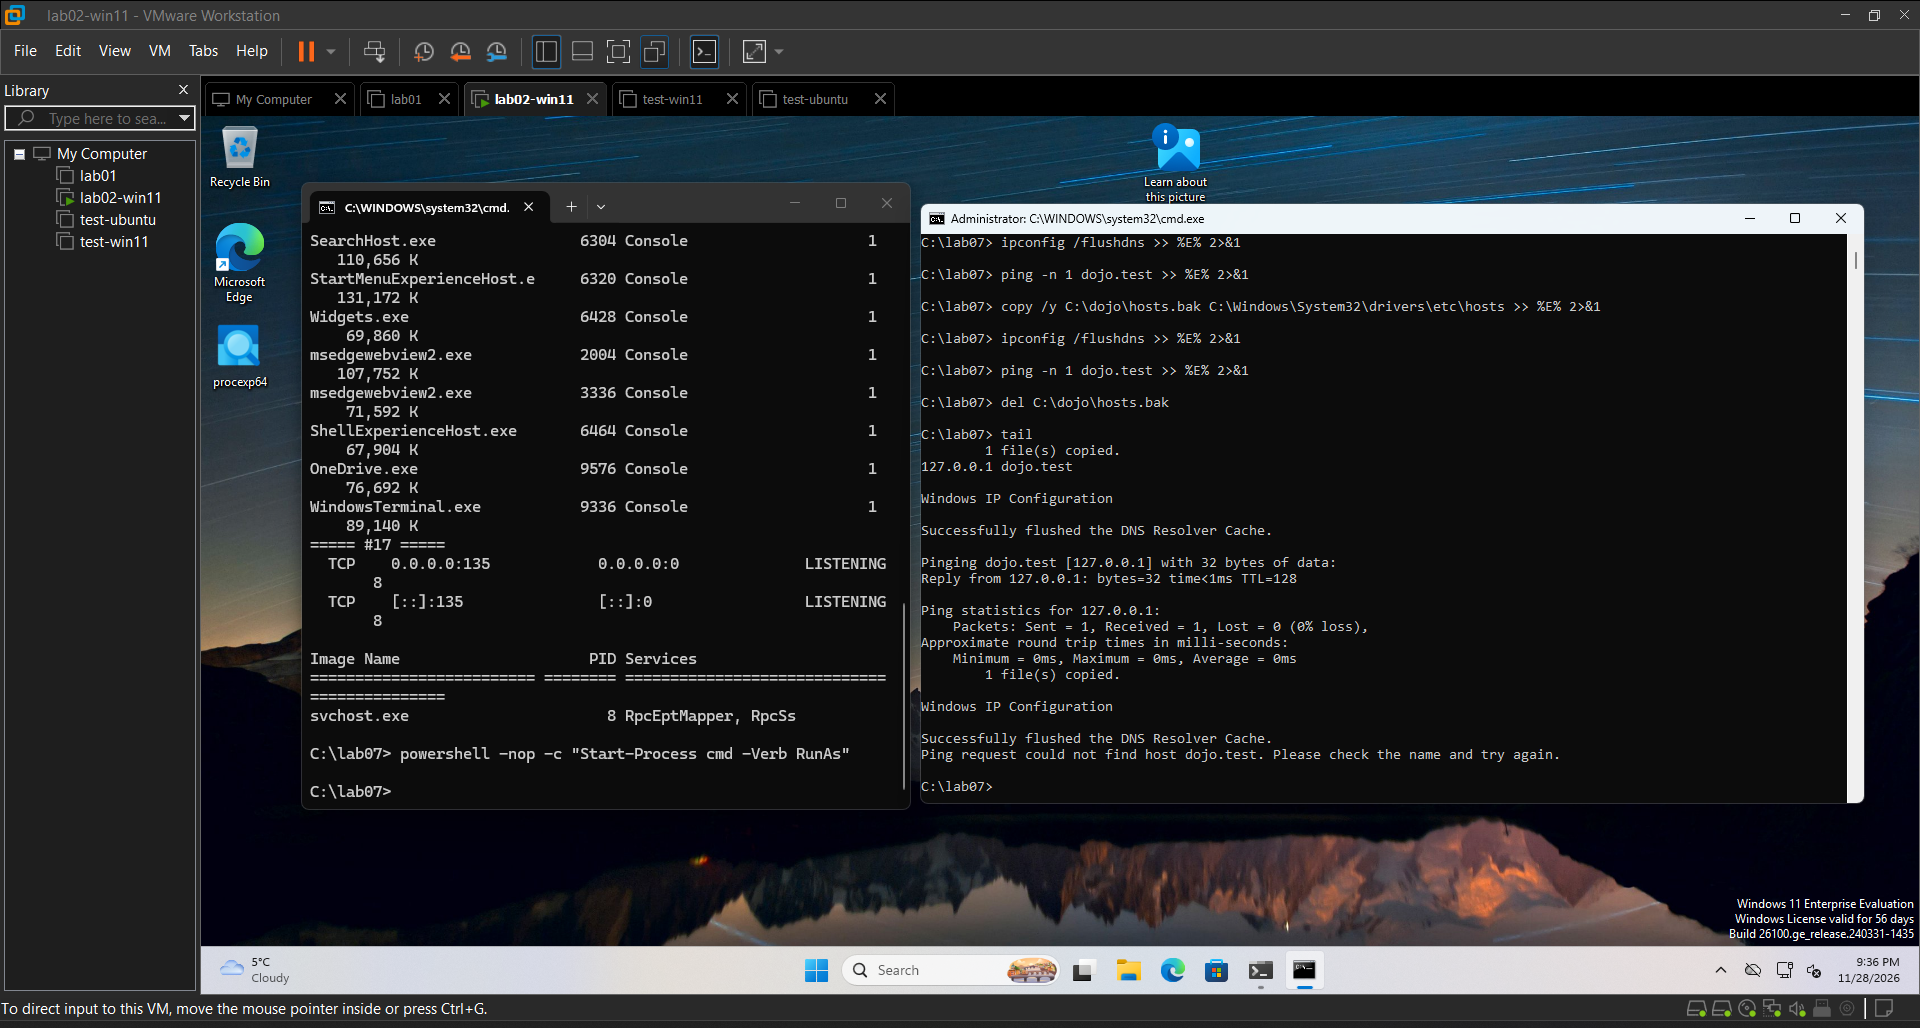 lab02-win11 - VMware Workstation
File Edit View VM Tabs Help
Library
Type here to sea...
My Computer
lab01
lab02-win11
test-ubuntu
test-win11
My Computer
lab01
lab02-win11
test-win11
test-ubuntu
Recycle Bin
Microsoft
Edge
procexp64
Learn about
this picture
C:\WINDOWS\system32\cmd.
SearchHost.exe 6304 Console 1
110,656 K
StartMenuExperienceHost.e 6320 Console 1
131,172 K
Widgets.exe 6428 Console 1
69,860 K
msedgewebview2.exe 2004 Console 1
107,752 K
msedgewebview2.exe 3336 Console 1
71,592 K
ShellExperienceHost.exe 6464 Console 1
67,904 K
OneDrive.exe 9576 Console 1
76,692 K
WindowsTerminal.exe 9336 Console 1
89,140 K
===== #17 =====
TCP 0.0.0.0:135 0.0.0.0:0 LISTENING
8
TCP [::]:135 [::]:0 LISTENING
8
Image Name PID Services
========================= ======== =============================
===============
svchost.exe 8 RpcEptMapper, RpcSs
C:\lab07> powershell -nop -c "Start-Process cmd -Verb RunAs"
C:\lab07>
Administrator: C:\WINDOWS\system32\cmd.exe
C:\lab07> ipconfig /flushdns >> %E% 2>&1
C:\lab07> ping -n 1 dojo.test >> %E% 2>&1
C:\lab07> copy /y C:\dojo\hosts.bak C:\Windows\System32\drivers\etc\hosts >> %E% 2>&1
C:\lab07> ipconfig /flushdns >> %E% 2>&1
C:\lab07> ping -n 1 dojo.test >> %E% 2>&1
C:\lab07> del C:\dojo\hosts.bak
C:\lab07> tail
1 file(s) copied.
127.0.0.1 dojo.test
Windows IP Configuration
Successfully flushed the DNS Resolver Cache.
Pinging dojo.test [127.0.0.1] with 32 bytes of data:
Reply from 127.0.0.1: bytes=32 time<1ms TTL=128
Ping statistics for 127.0.0.1:
Packets: Sent = 1, Received = 1, Lost = 0 (0% loss),
Approximate round trip times in milli-seconds:
Minimum = 0ms, Maximum = 0ms, Average = 0ms
1 file(s) copied.
Windows IP Configuration
Successfully flushed the DNS Resolver Cache.
Ping request could not find host dojo.test. Please check the name and try again.
C:\lab07>
Windows 11 Enterprise Evaluation
Windows License valid for 56 days
Build 26100.ge_release.240331-1435
5°C
Cloudy
Search
9:36 PM
11/28/2026
To direct input to this VM, move the mouse pointer inside or press Ctrl+G.